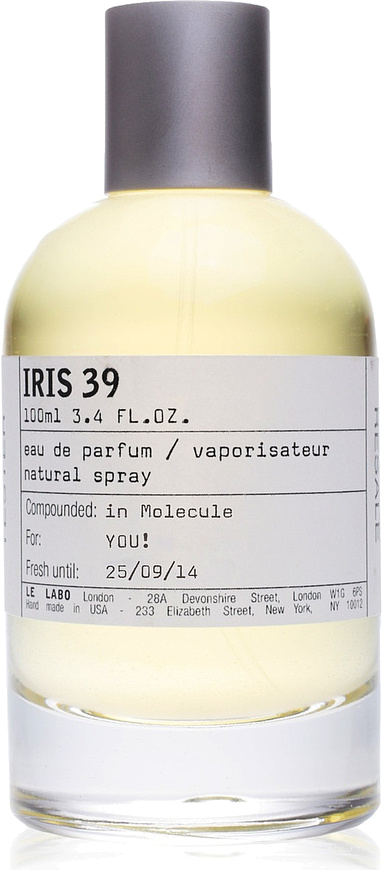 IRIS 39
100ml 3.4 FL.OZ.
eau de parfum / vaporisateur
natural spray
Compounded: in Molecule
For: YOU!
Fresh until: 25/09/14
LE LABO London - 28A Devonshire Street, London W1G 6PS
Hand made in USA - 233 Elizabeth Street, New York, NY 10012